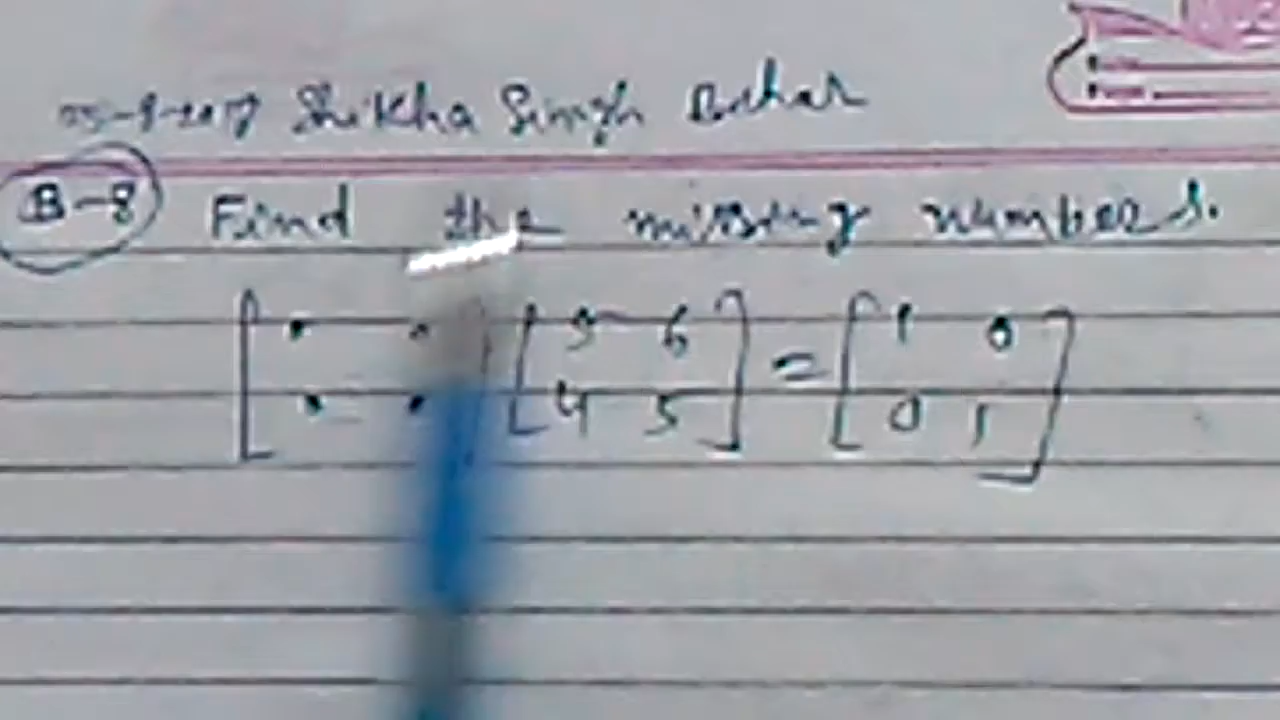 Shikha Singh Bihar
B-8 Find the missing numbers.
[. .] [5 6] = [1 0]
[. .] [4 5] [0 1]